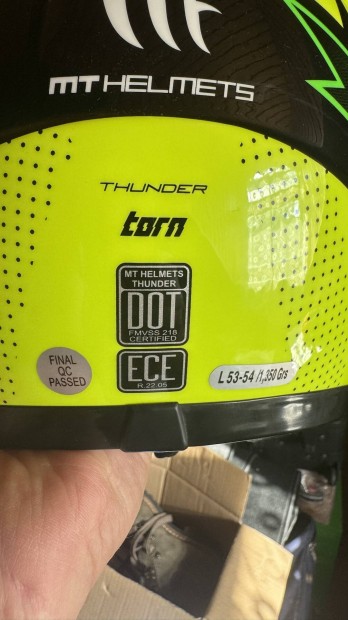 MT HELMETS
THUNDER
torn
MT HELMETS
THUNDER
DOT
FMVSS 218
CERTIFIED
FINAL
QC
PASSED
ECE
R.22.05
L 53-54 /1,350 Grs